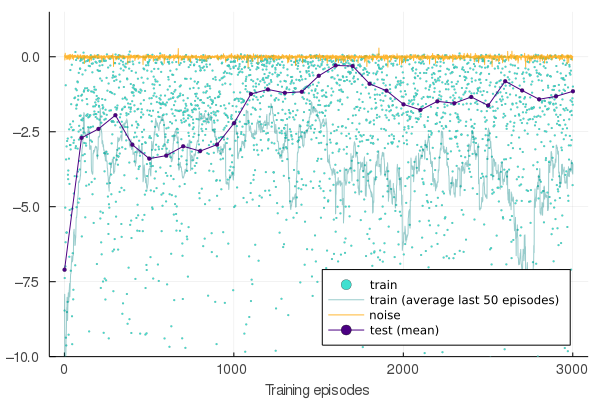 0.0
−2.5
−5.0
−7.5
−10.0
train
train (average last 50 episodes)
noise
test (mean)
0 1000 2000 3000
Training episodes